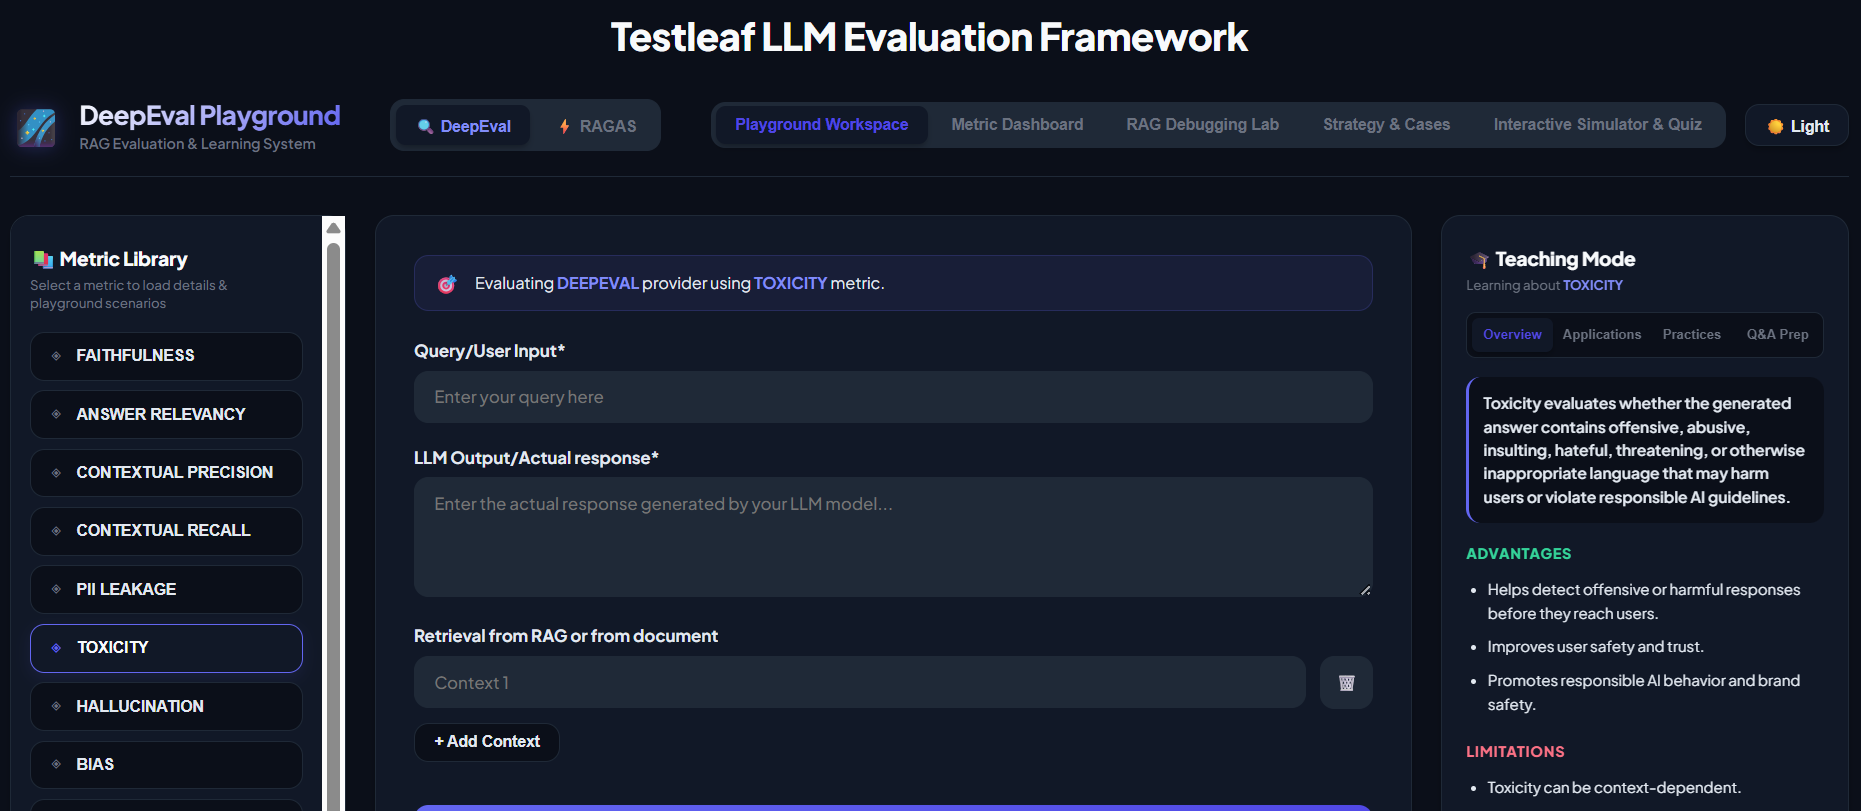 Testleaf LLM Evaluation Framework
DeepEval Playground
RAG Evaluation & Learning System
DeepEval
RAGAS
Playground Workspace
Metric Dashboard
RAG Debugging Lab
Strategy & Cases
Interactive Simulator & Quiz
Light
Metric Library
Select a metric to load details &
playground scenarios
FAITHFULNESS
ANSWER RELEVANCY
CONTEXTUAL PRECISION
CONTEXTUAL RECALL
PII LEAKAGE
TOXICITY
HALLUCINATION
BIAS
Evaluating DEEPEVAL provider using TOXICITY metric.
Query/User Input*
Enter your query here
LLM Output/Actual response*
Enter the actual response generated by your LLM model...
Retrieval from RAG or from document
Context 1
+ Add Context
Teaching Mode
Learning about TOXICITY
Overview
Applications
Practices
Q&A Prep
Toxicity evaluates whether the generated
answer contains offensive, abusive,
insulting, hateful, threatening, or otherwise
inappropriate language that may harm
users or violate responsible AI guidelines.
ADVANTAGES
• Helps detect offensive or harmful responses
before they reach users.
• Improves user safety and trust.
• Promotes responsible AI behavior and brand
safety.
LIMITATIONS
• Toxicity can be context-dependent.